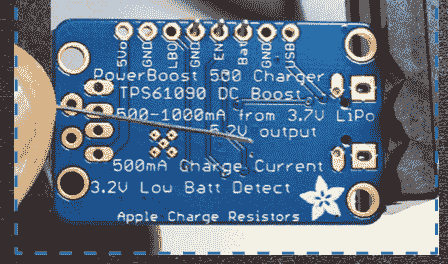 5Vo GND LBO GND EN Bat GND USB
PowerBoost 500 Charger
TPS61090 DC Boost
500-1000mA from 3.7V LiPo
5.2V output
500mA Charge Current
3.2V Low Batt Detect
Apple Charge Resistors